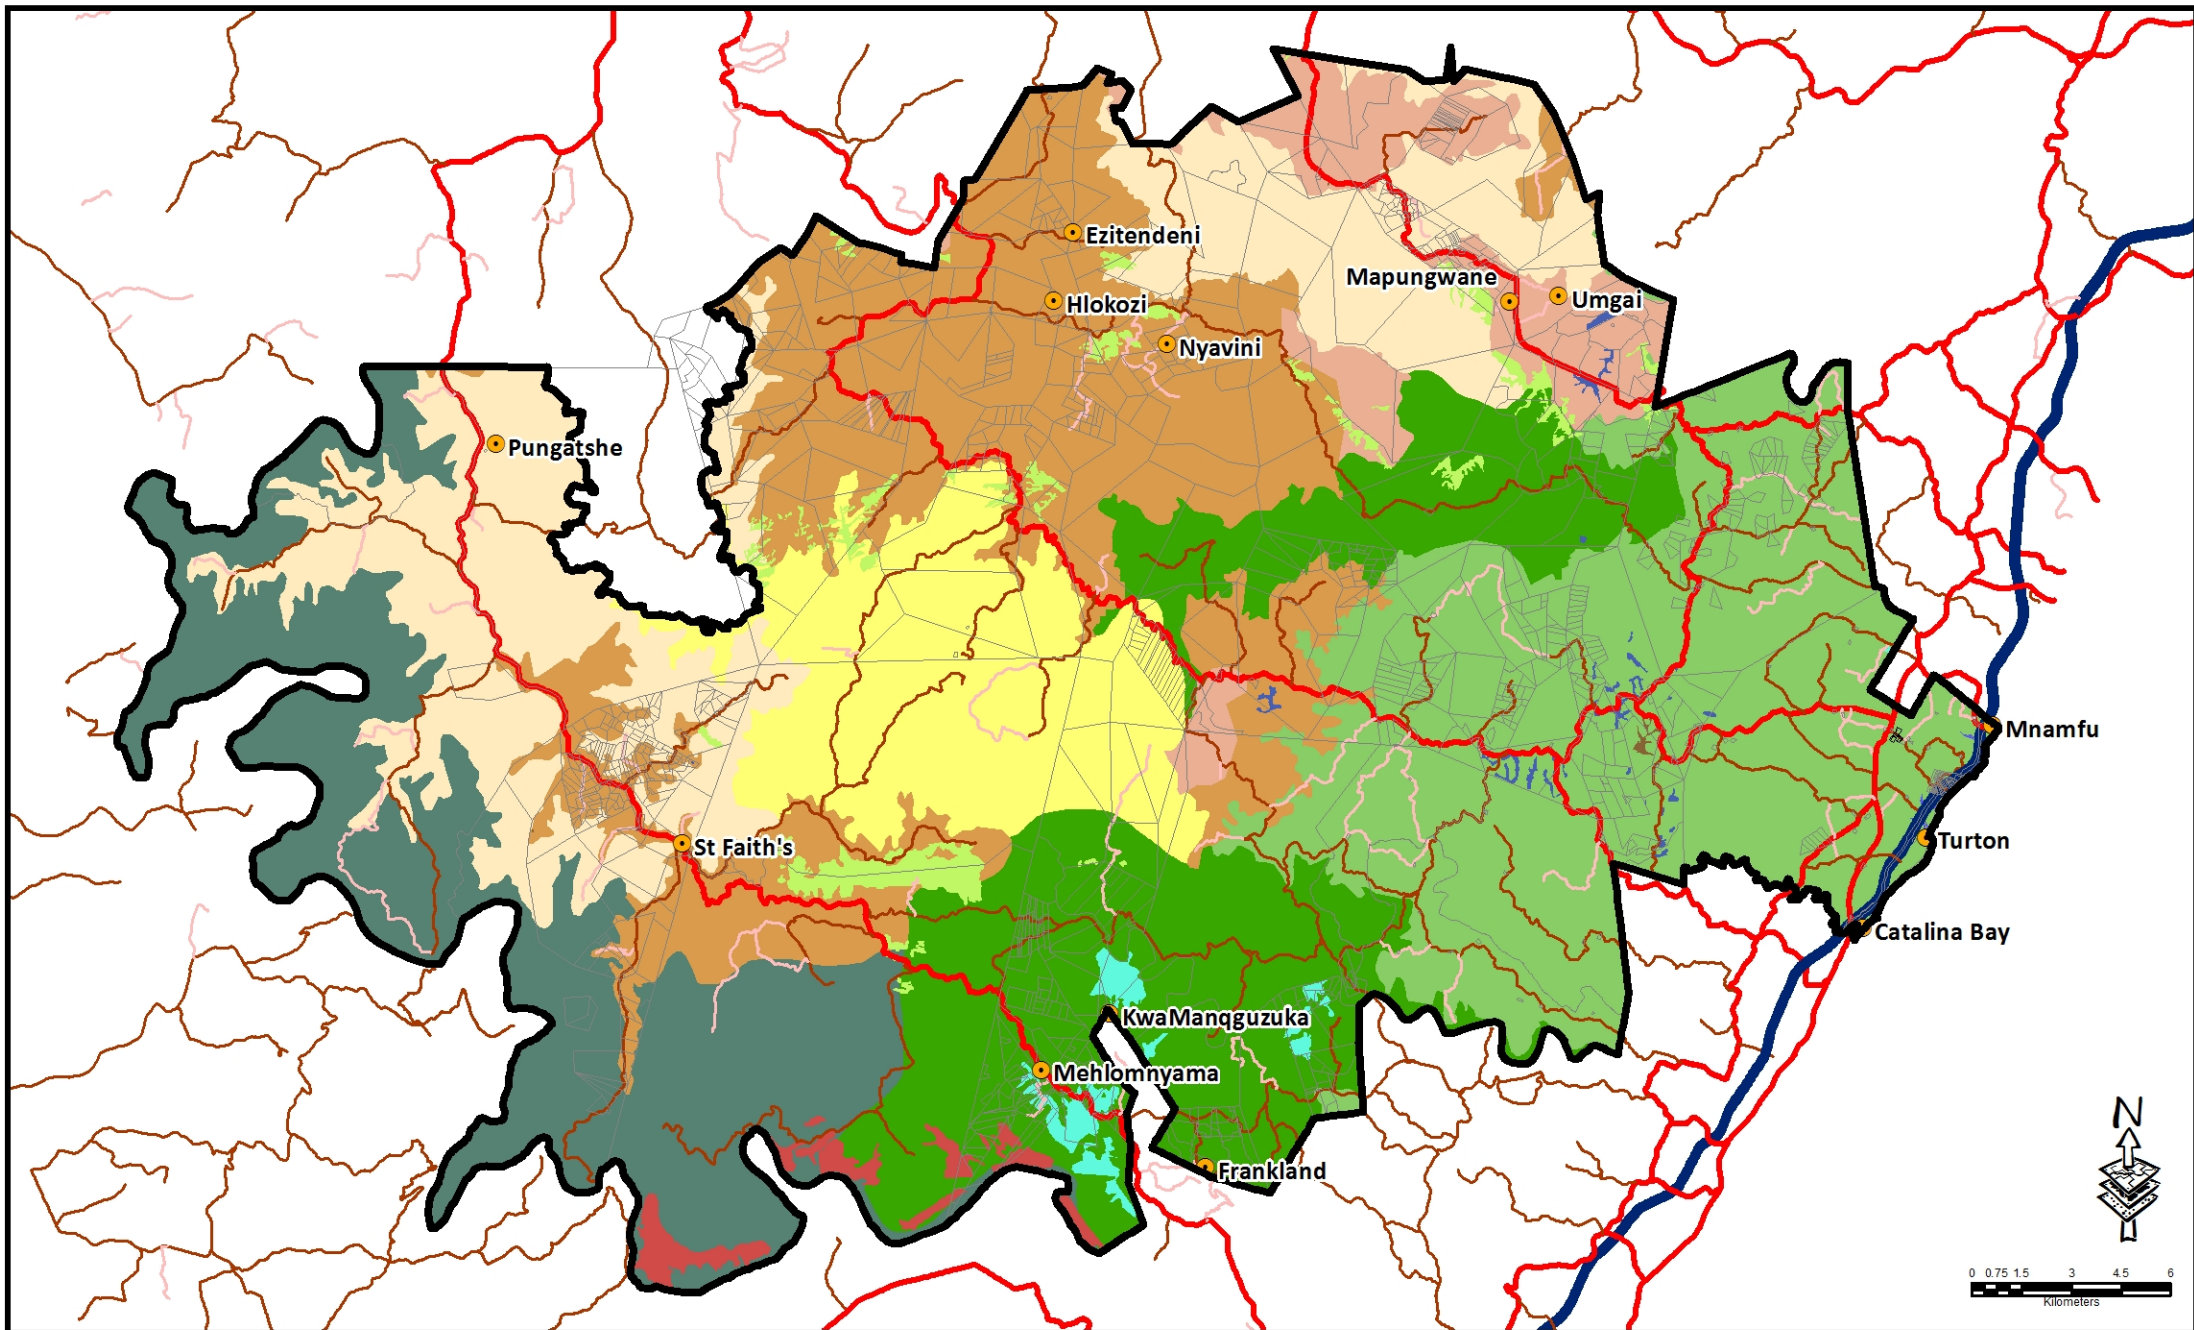 Ezitendeni
Mapungwane
Umgai
Hlokozi
Nyavini
Pungatshe
Mnamfu
Turton
St Faith's
Catalina Bay
KwaManqguzuka
Mehlomnyama
Frankland
N
0 0.75 1.5 3 4.5 6
Kilometers